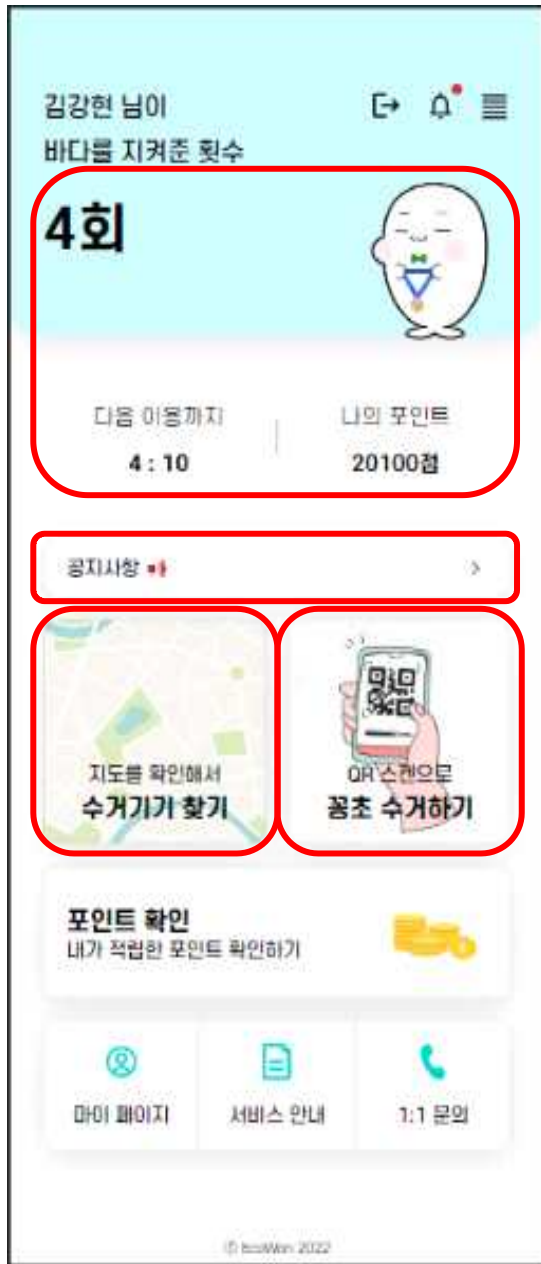 김강현 님이
바다를 지켜준 횟수
4회
다음 이용까지
나의 포인트
4 : 10
20100점
공지사항
지도를 확인해서
수거기기 찾기
QR 스캔으로
꽁초 수거하기
포인트 확인
내가 적립한 포인트 확인하기
마이 페이지
서비스 안내
1:1 문의
2022